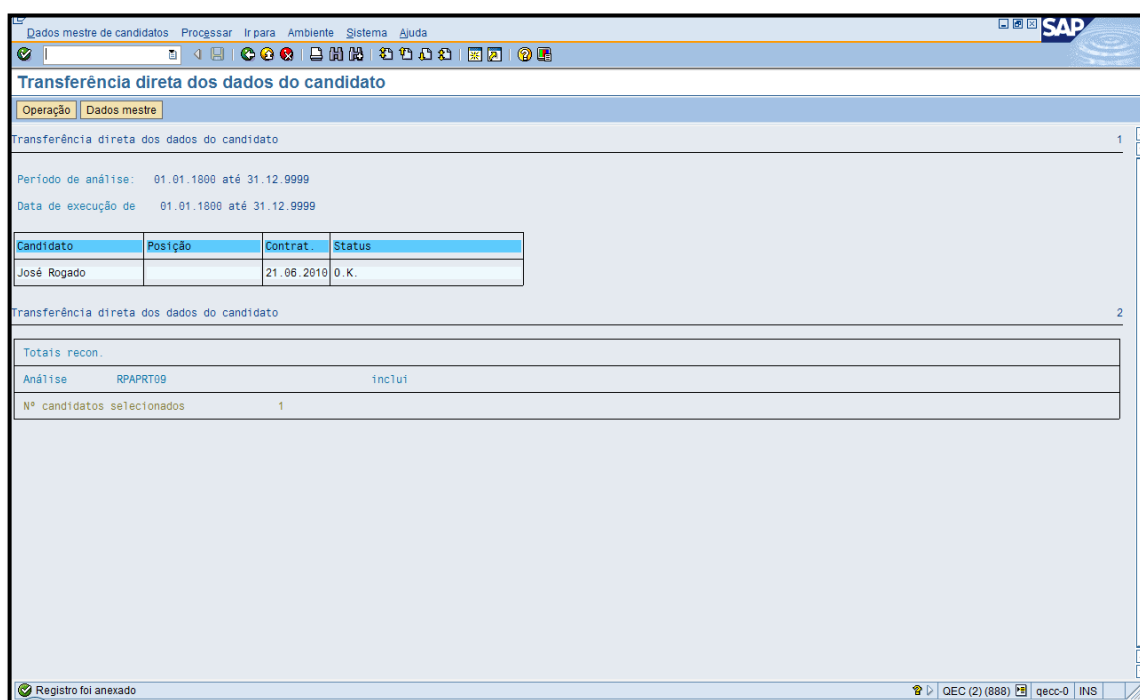 Dados mestre de candidatos Processar Ir para Ambiente Sistema Ajuda
SAP
Transferência direta dos dados do candidato
Operação Dados mestre
Transferência direta dos dados do candidato 1
Período de análise: 01.01.1800 até 31.12.9999
Data de execução de 01.01.1800 até 31.12.9999
Candidato Posição Contrat. Status
José Rogado 21.06.2010 O.K.
Transferência direta dos dados do candidato 2
Totais recon.
Análise RPAPRT09 inclui
Nº candidatos selecionados 1
Registro foi anexado QEC (2) (888) qecc-0 INS